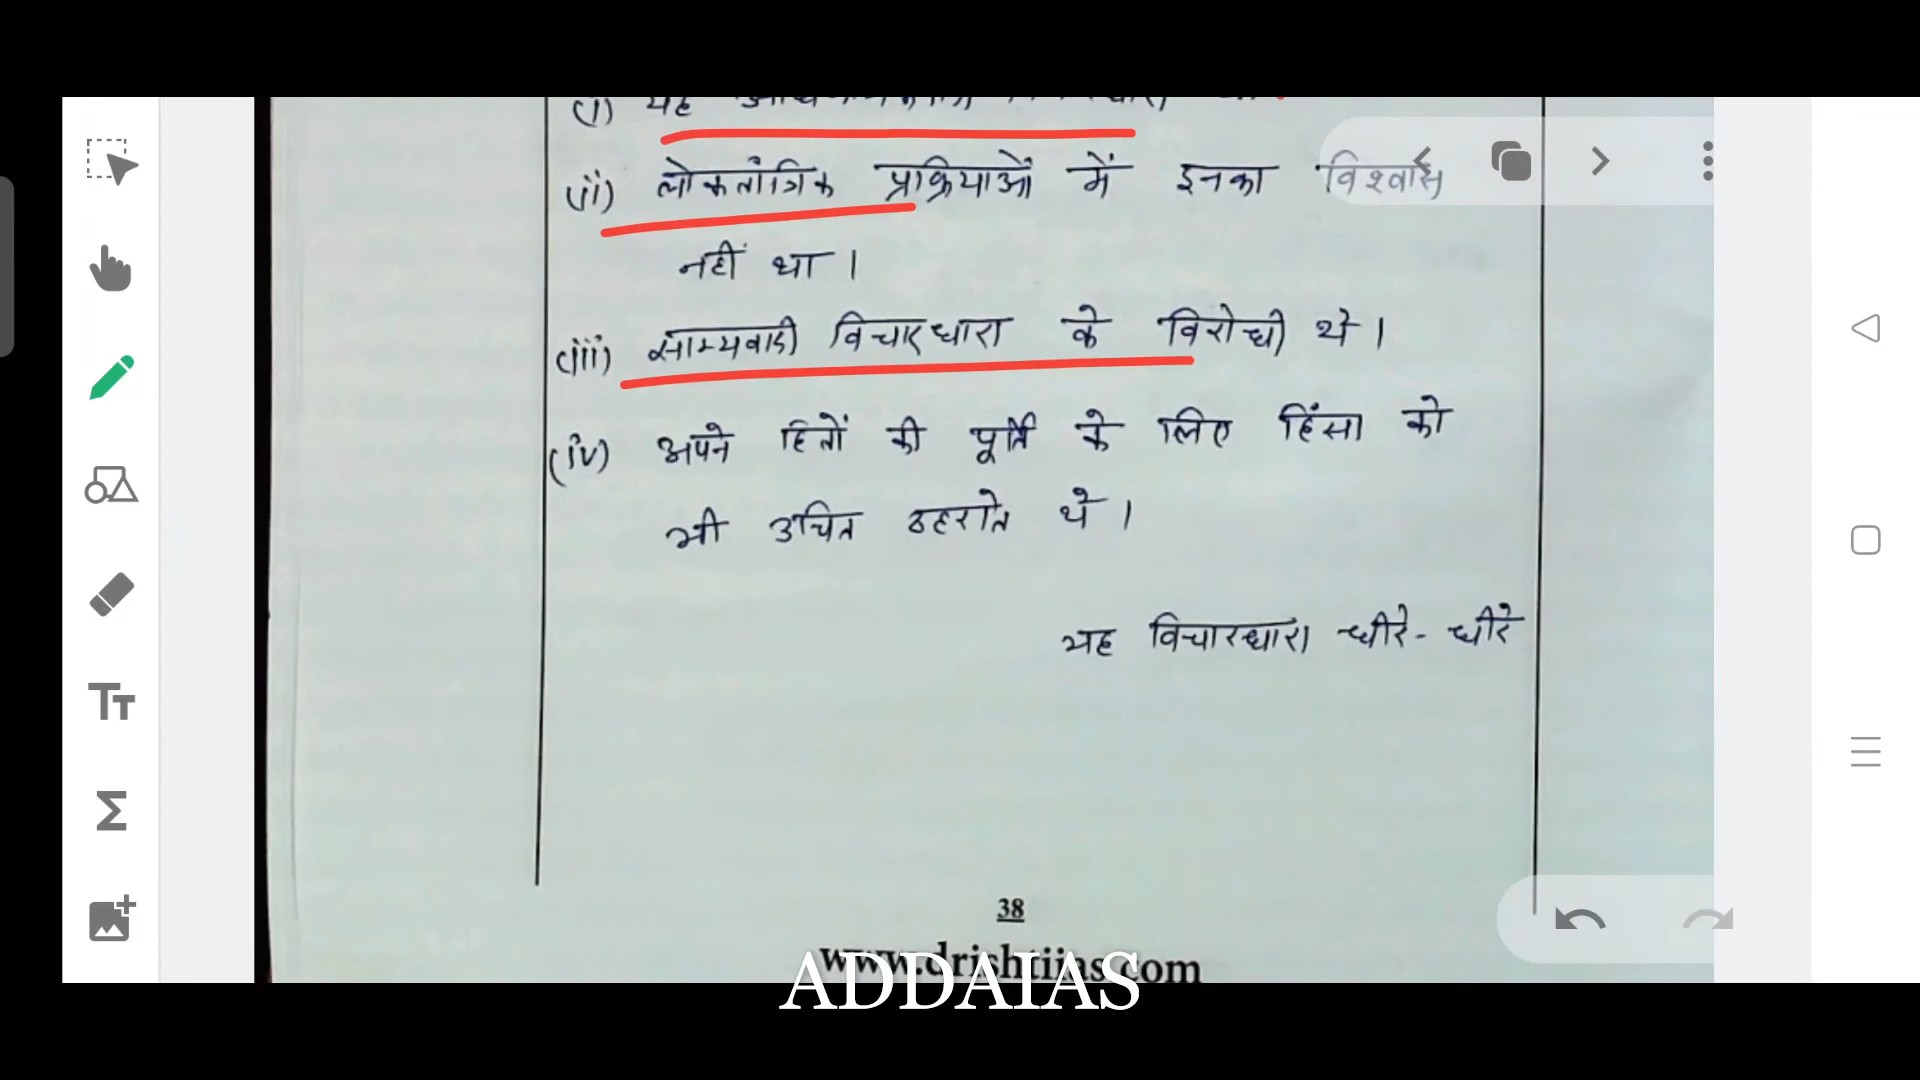 (i) यह
(ii) लोकतांत्रिक प्रक्रियाओं में इनका विश्वास
नहीं था।
(iii) साम्यवादी विचारधारा के विरोधी थे।
(iv) अपने हितों की पूर्ति के लिए हिंसा को
भी उचित ठहराते थे।
यह विचारधारा धीरे-धीरे
38
www.drishtiias.com
ADDAIAS